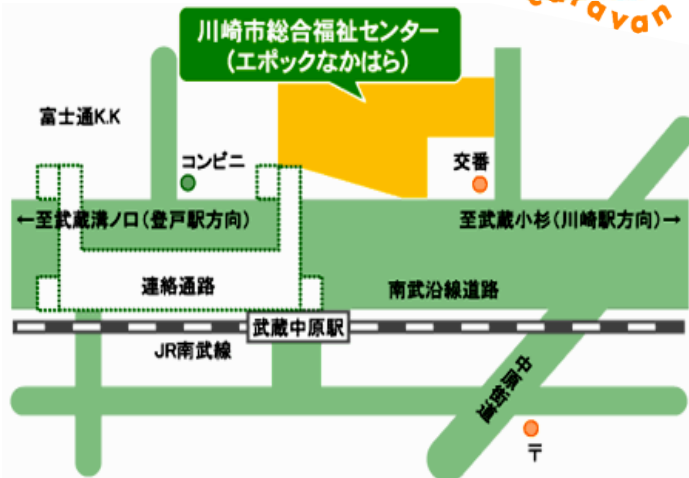 caravan
川崎市総合福祉センター
(エポックなかはら)
富士通K.K
コンビニ
交番
←至武蔵溝ノ口(登戸駅方向)
至武蔵小杉(川崎駅方向)→
連絡通路
南武沿線道路
武蔵中原駅
JR南武線
中原街道
〒